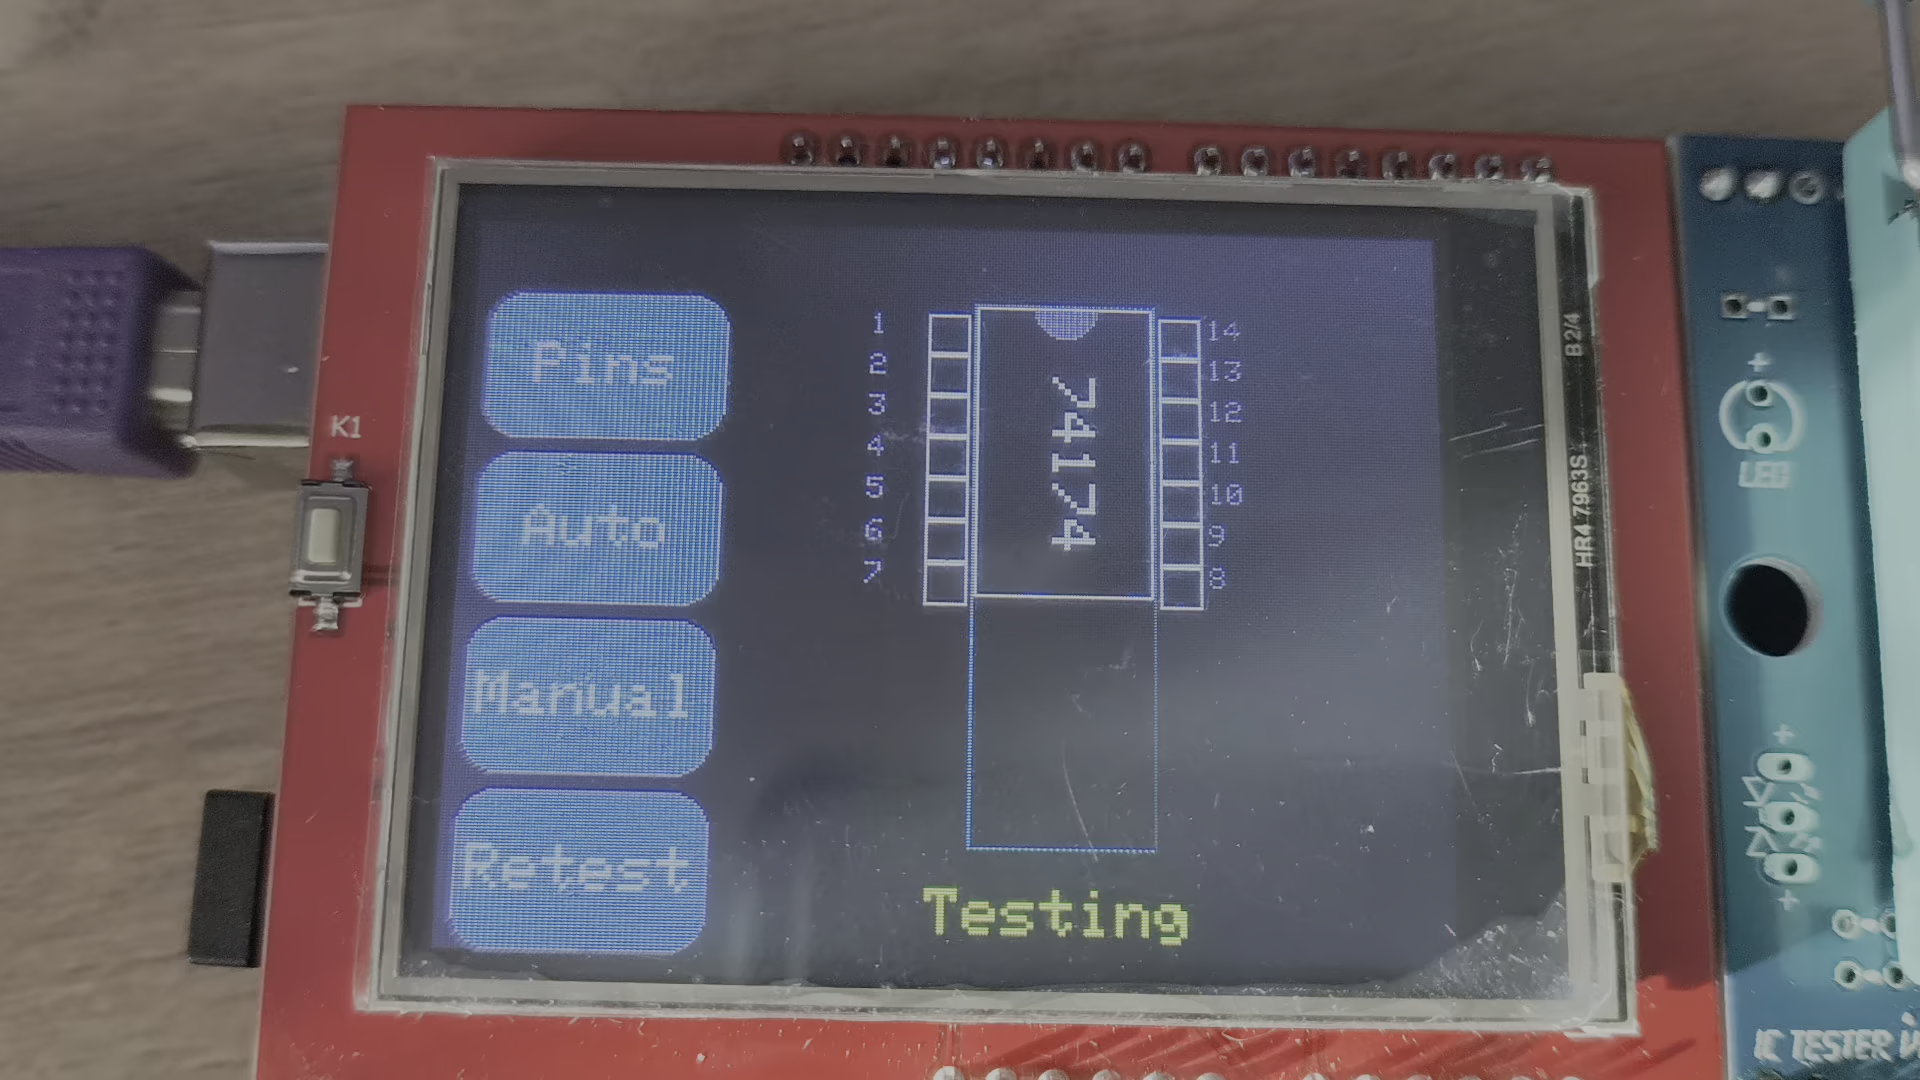 K1
Pins
Auto
Manual
Retest
1
2
3
4
5
6
7
74174
14
13
12
11
10
9
8
Testing
B2/4
HR4 7963S
+
LED
+
+
IC TESTER